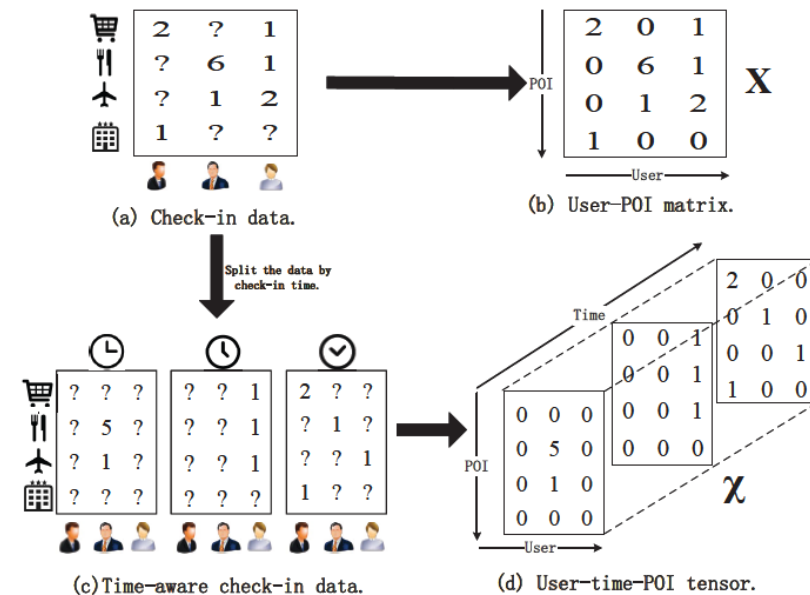 2 ? 1
? 6 1
? 1 2
1 ? ?
(a) Check-in data.
POI
2 0 1
0 6 1
0 1 2
1 0 0
X
User
(b) User-POI matrix.
Split the data by
check-in time.
? ? ?
? 5 ?
? 1 ?
? ? ?
? ? 1
? ? 1
? ? 1
? ? ?
2 ? ?
? 1 ?
? ? 1
1 ? ?
(c)Time-aware check-in data.
Time
POI
0 0 0
0 5 0
0 1 0
0 0 0
0 0 1
0 0 1
0 0 1
0 0 0
2 0 0
0 1 0
0 0 1
1 0 0
χ
User
(d) User-time-POI tensor.